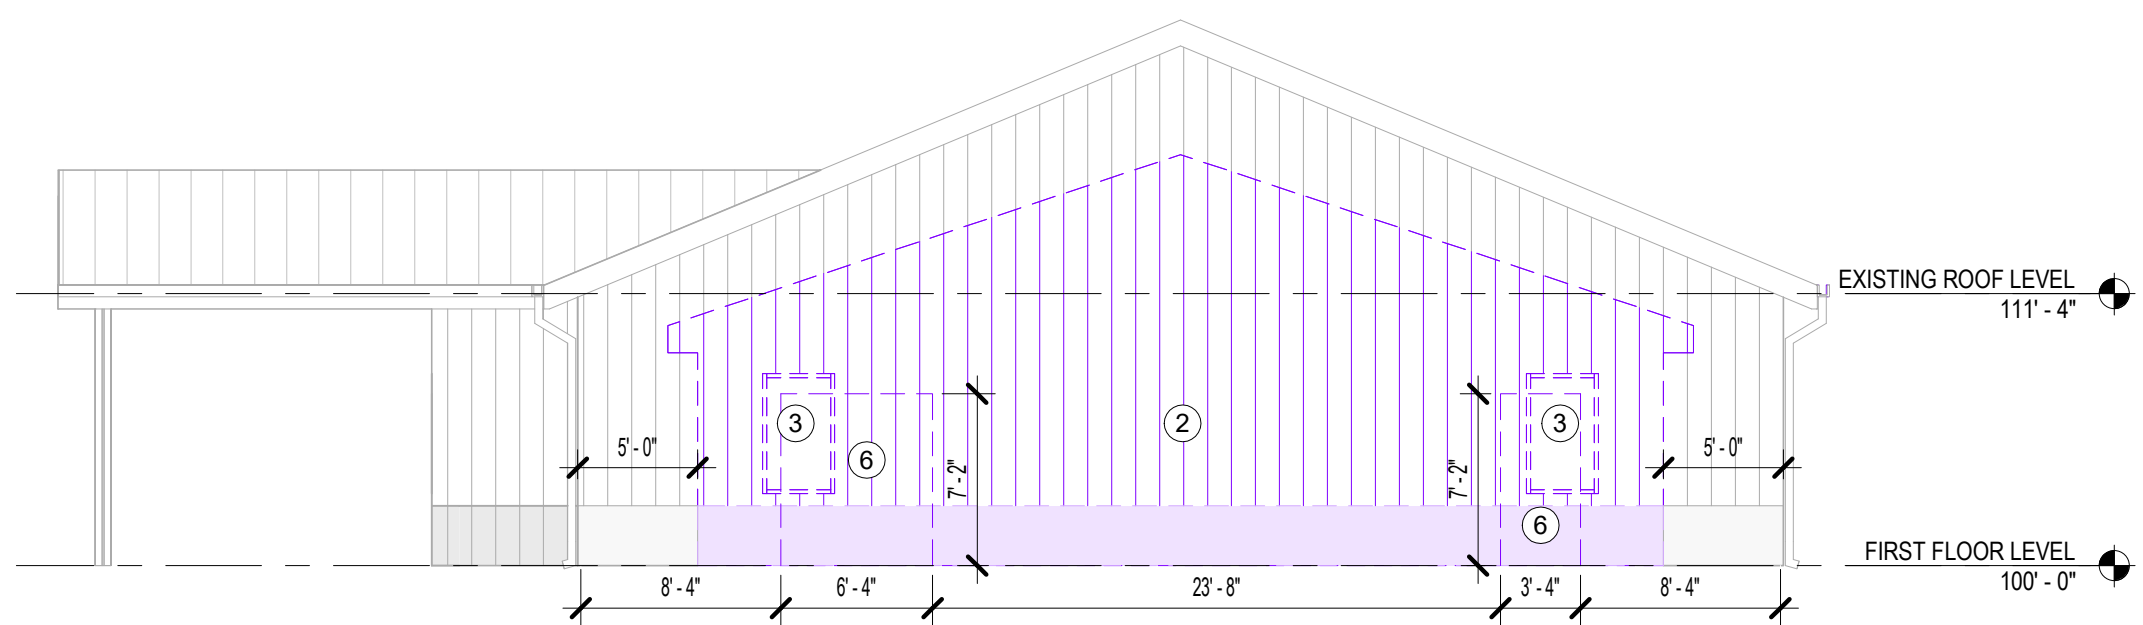 EXISTING ROOF LEVEL
111' - 4"
3
2
3
6
5' - 0"
7' - 2"
7' - 2"
5' - 0"
6
FIRST FLOOR LEVEL
100' - 0"
8' - 4"
6' - 4"
23' - 8"
3' - 4"
8' - 4"